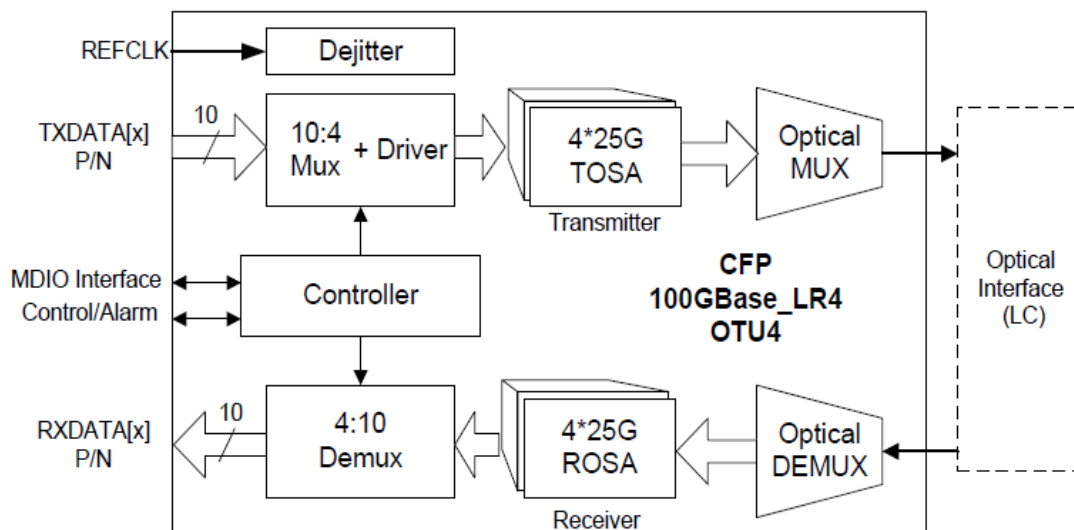 REFCLK
Dejitter
TXDATA[x]
P/N
10
10:4
Mux
+ Driver
4*25G
TOSA
Transmitter
Optical
MUX
MDIO Interface
Control/Alarm
Controller
CFP
100GBase_LR4
OTU4
Optical
Interface
(LC)
RXDATA[x]
P/N
10
4:10
Demux
4*25G
ROSA
Receiver
Optical
DEMUX